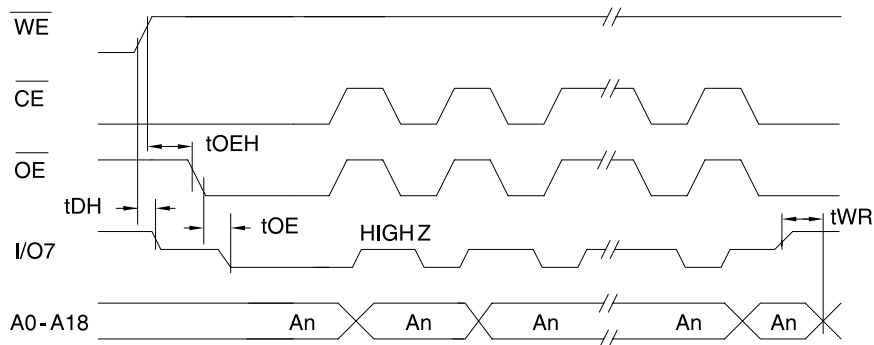 WE
CE
tOEH
OE
tDH
tOE
tWR
HIGH Z
I/O7
A0-A18
An An An An An